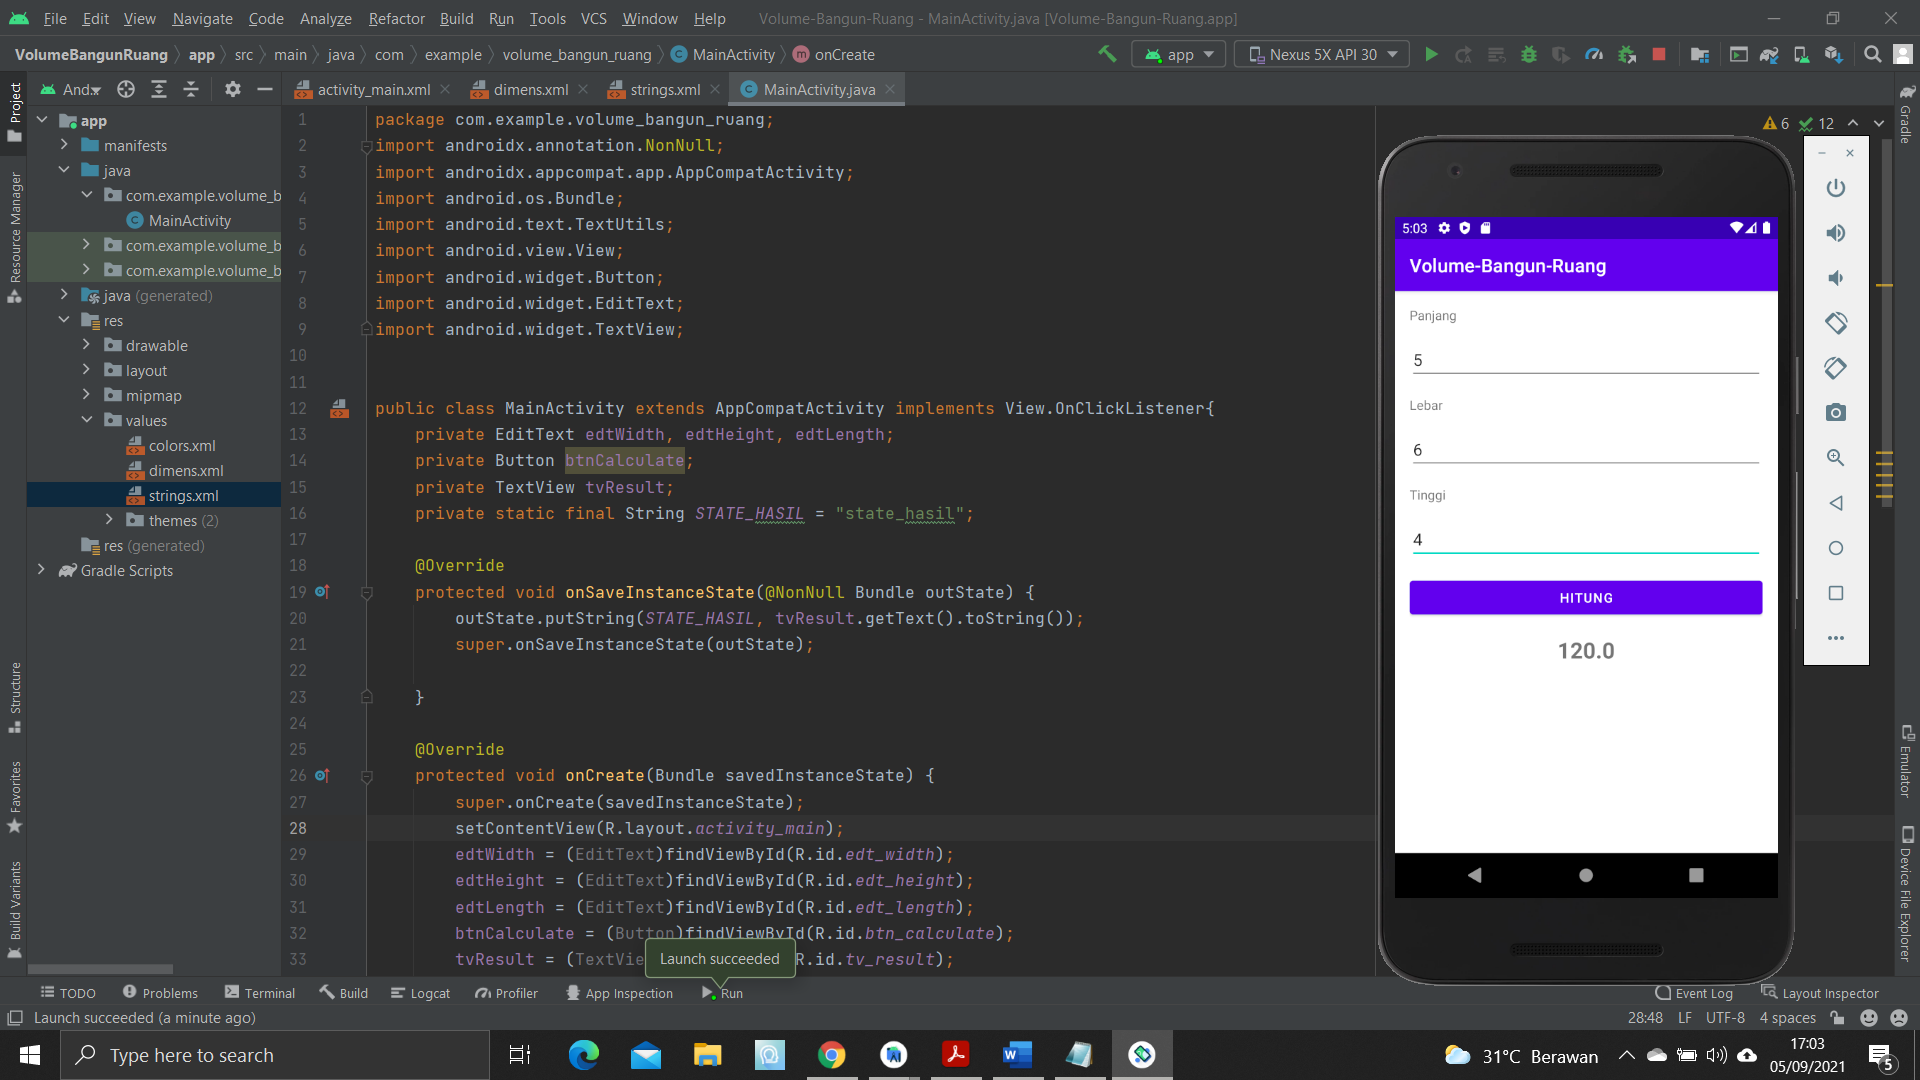 File Edit View Navigate Code Analyze Refactor Build Run Tools VCS Window Help Volume-Bangun-Ruang - MainActivity.java [Volume-Bangun-Ruang.app]
VolumeBangunRuang app src main java com example volume_bangun_ruang MainActivity onCreate app Nexus 5X API 30
Project
Resource Manager
Structure
Favorites
Build Variants
And
app
manifests
java
com.example.volume_b
MainActivity
com.example.volume_b
com.example.volume_b
java (generated)
res
drawable
layout
mipmap
values
colors.xml
dimens.xml
strings.xml
themes (2)
res (generated)
Gradle Scripts
activity_main.xml dimens.xml strings.xml MainActivity.java
6 12
1 package com.example.volume_bangun_ruang;
2 import androidx.annotation.NonNull;
3 import androidx.appcompat.app.AppCompatActivity;
4 import android.os.Bundle;
5 import android.text.TextUtils;
6 import android.view.View;
7 import android.widget.Button;
8 import android.widget.EditText;
9 import android.widget.TextView;
10
11
12 public class MainActivity extends AppCompatActivity implements View.OnClickListener{
13 private EditText edtWidth, edtHeight, edtLength;
14 private Button btnCalculate;
15 private TextView tvResult;
16 private static final String STATE_HASIL = "state_hasil";
17
18 @Override
19 protected void onSaveInstanceState(@NonNull Bundle outState) {
20 outState.putString(STATE_HASIL, tvResult.getText().toString());
21 super.onSaveInstanceState(outState);
22
23 }
24
25 @Override
26 protected void onCreate(Bundle savedInstanceState) {
27 super.onCreate(savedInstanceState);
28 setContentView(R.layout.activity_main);
29 edtWidth = (EditText)findViewById(R.id.edt_width);
30 edtHeight = (EditText)findViewById(R.id.edt_height);
31 edtLength = (EditText)findViewById(R.id.edt_length);
32 btnCalculate = (Button)findViewById(R.id.btn_calculate);
33 tvResult = (TextVie R.id.tv_result);
Launch succeeded
5:03
Volume-Bangun-Ruang
Panjang
5
Lebar
6
Tinggi
4
HITUNG
120.0
Gradle
Emulator
Device File Explorer
TODO Problems Terminal Build Logcat Profiler App Inspection Run Event Log Layout Inspector
Launch succeeded (a minute ago) 28:48 LF UTF-8 4 spaces
Type here to search 31°C Berawan 17:03
05/09/2021
5